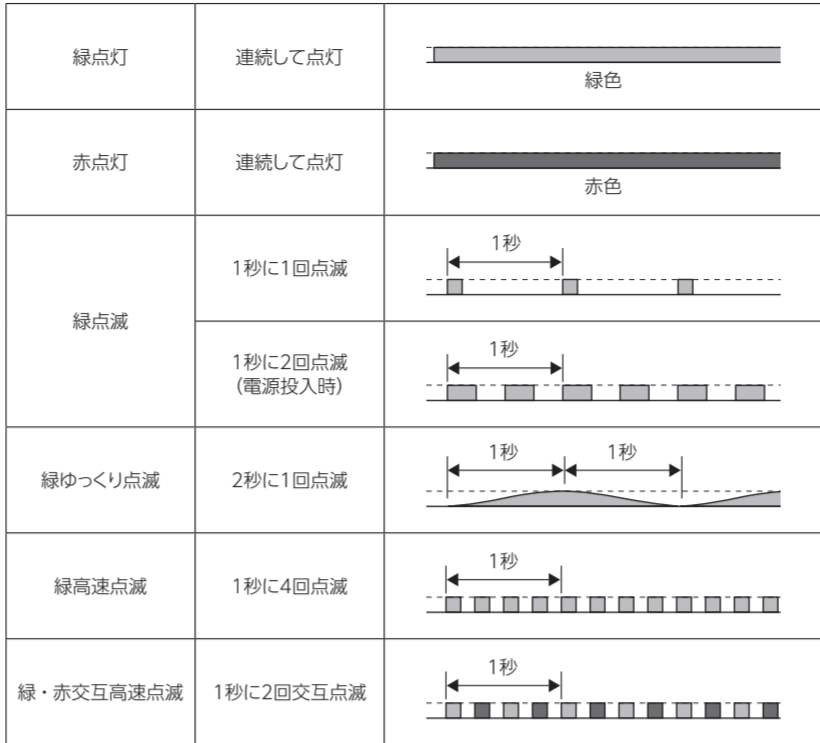 緑点灯
連続して点灯
緑色
赤点灯
連続して点灯
赤色
緑点滅
1秒に1回点滅
1秒
1秒に2回点滅
(電源投入時)
1秒
緑ゆっくり点滅
2秒に1回点滅
1秒 1秒
緑高速点滅
1秒に4回点滅
1秒
緑・赤交互高速点滅
1秒に2回交互点滅
1秒